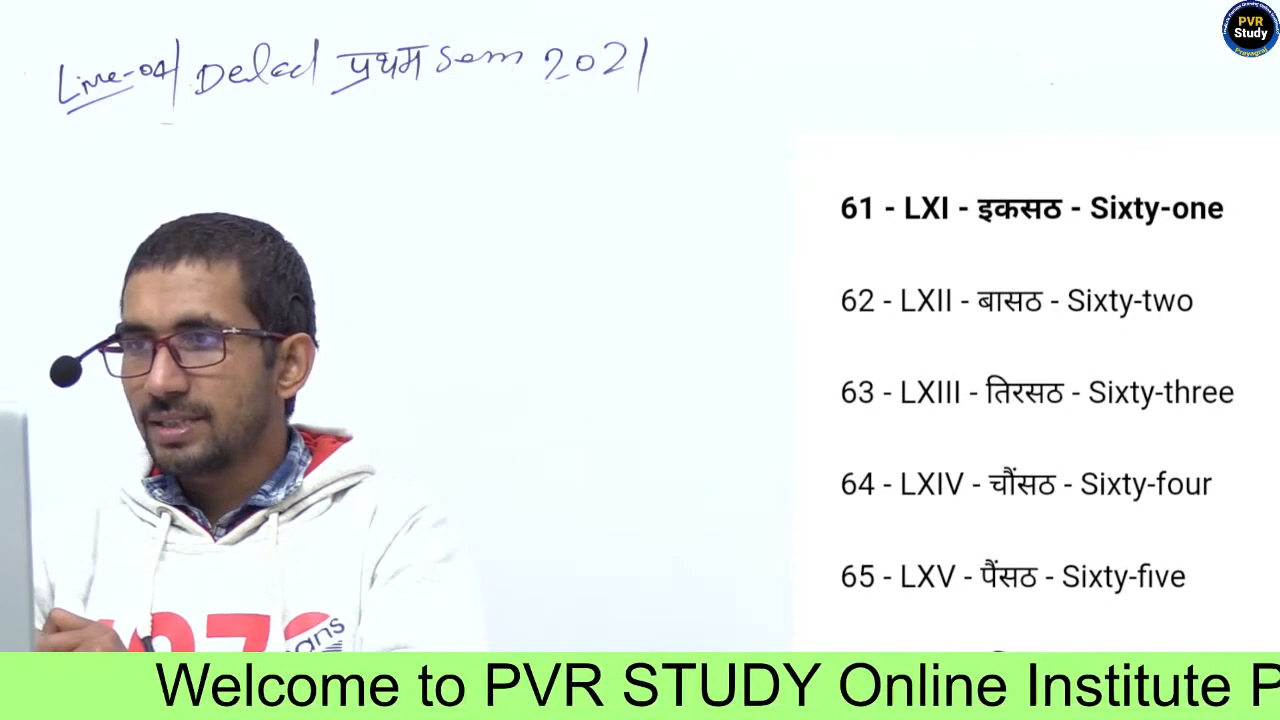 Live-04 Deled प्रथम Sem 2021
PVR
Study
Prayagraj
61 - LXI - इकसठ - Sixty-one
62 - LXII - बासठ - Sixty-two
63 - LXIII - तिरसठ - Sixty-three
64 - LXIV - चौंसठ - Sixty-four
65 - LXV - पैंसठ - Sixty-five
ans
Welcome to PVR STUDY Online Institute P